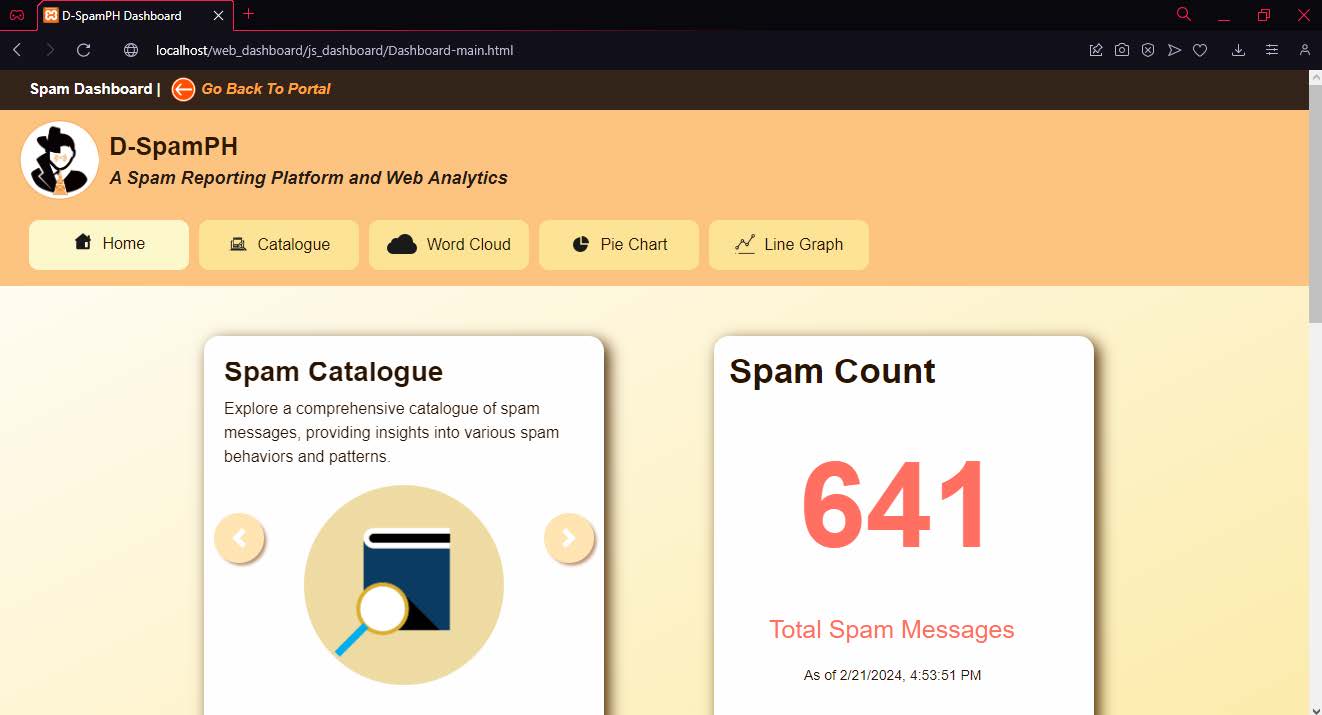 D-SpamPH Dashboard
localhost/web_dashboard/js_dashboard/Dashboard-main.html
Spam Dashboard | Go Back To Portal
D-SpamPH
A Spam Reporting Platform and Web Analytics
Home
Catalogue
Word Cloud
Pie Chart
Line Graph
Spam Catalogue
Explore a comprehensive catalogue of spam
messages, providing insights into various spam
behaviors and patterns.
Spam Count
641
Total Spam Messages
As of 2/21/2024, 4:53:51 PM